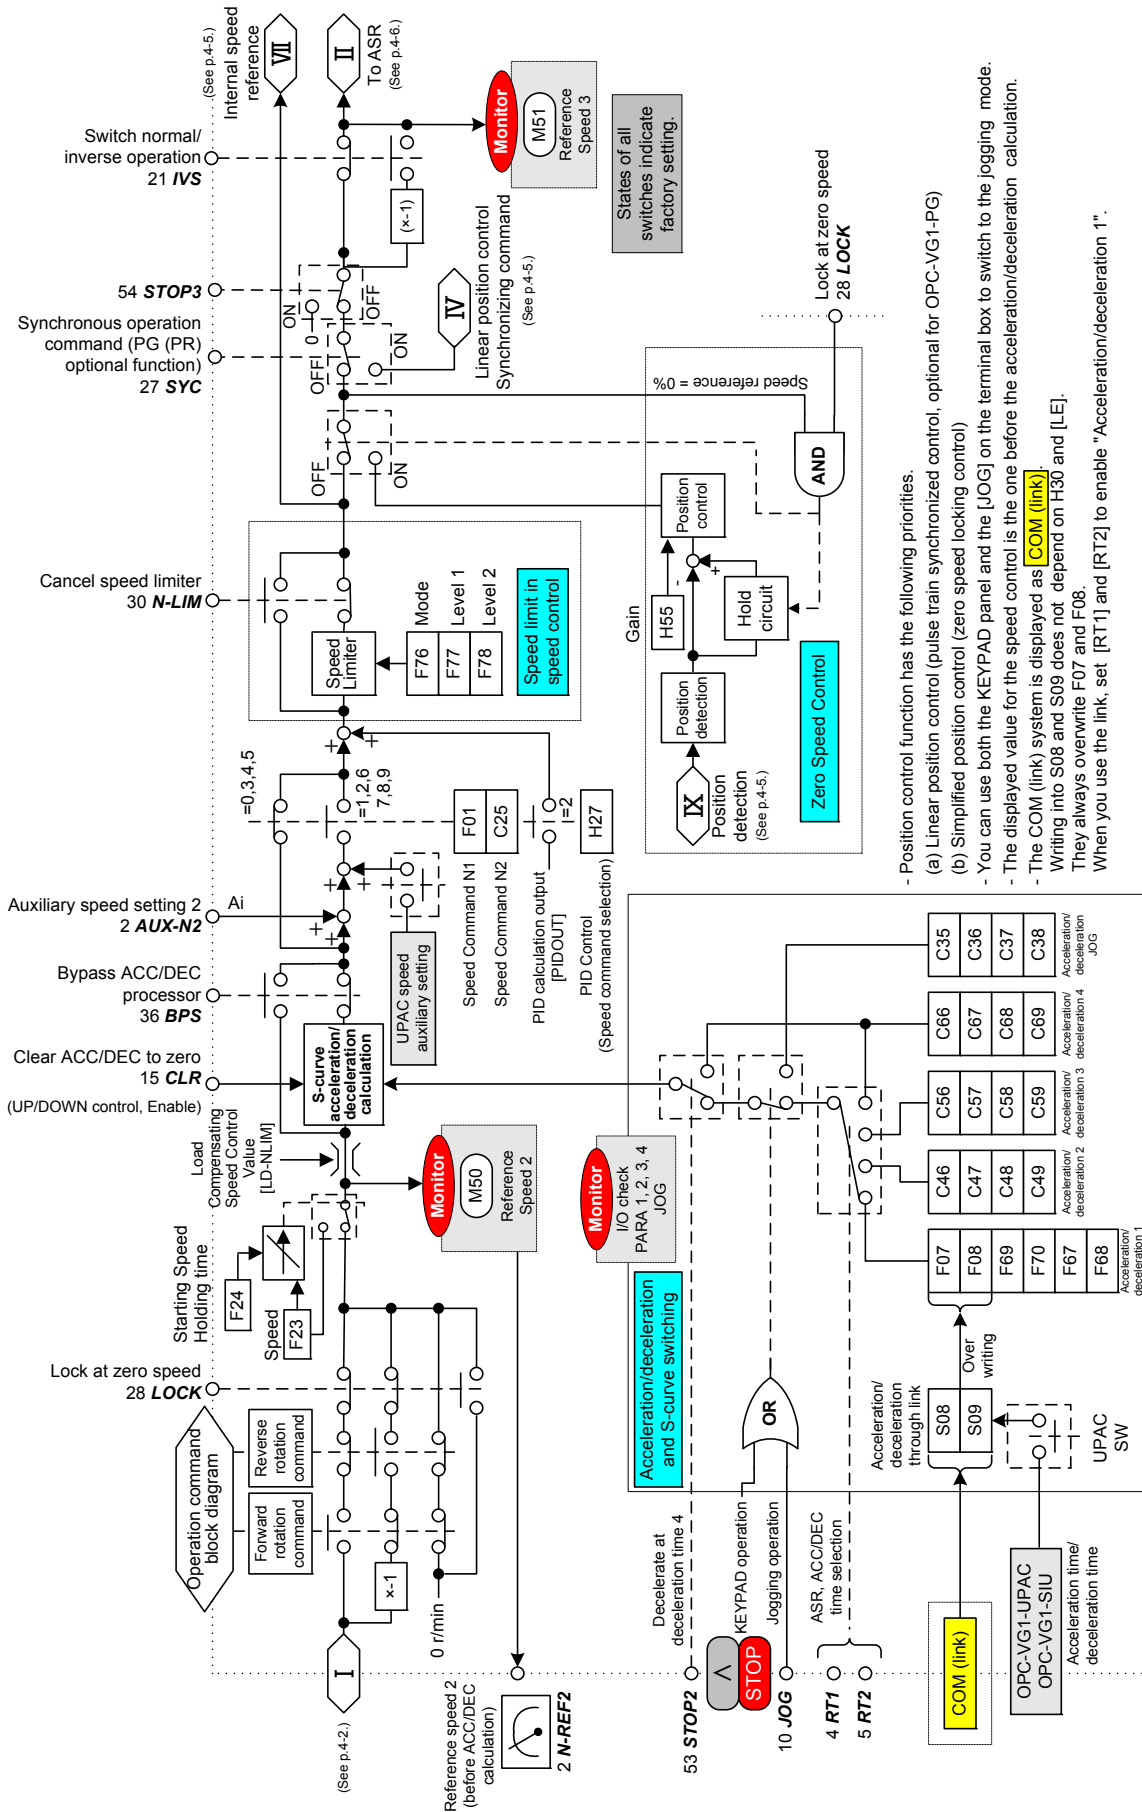 (See p.4-2.)
I
Operation command
block diagram
Forward
rotation
command
Reverse
rotation
command
×-1
0 r/min
Lock at zero speed
28 LOCK
Reference speed 2
(before ACC/DEC
calculation)
2 N-REF2
Starting Speed
Holding time
F24
Speed
F23
Load
Compensating
Speed Control
Value
[LD-NLIM]
Monitor
M50
Reference
Speed 2
Clear ACC/DEC to zero
15 CLR
(UP/DOWN control, Enable)
S-curve
acceleration/
deceleration
calculation
Bypass ACC/DEC
processor
36 BPS
Auxiliary speed setting 2
2 AUX-N2
Ai
+
+
+
+
UPAC speed
auxiliary setting
=0,3,4,5
=1,2,6
7,8,9
F01
C25
Speed Command N1
Speed Command N2
PID calculation output
[PIDOUT]
=2
H27
PID Control
(Speed command selection)
+
+
Cancel speed limiter
30 N-LIM
Speed
Limiter
F76
F77
F78
Mode
Level 1
Level 2
Speed limit in
speed control
OFF
ON
Synchronous operation
command (PG (PR)
optional function)
27 SYC
OFF
ON
IV
Linear position control
Synchronizing command
(See p.4-5.)
54 STOP3
ON
0
OFF
Switch normal/
inverse operation
21 IVS
(×-1)
(See p.4-5.)
Internal speed
reference
VII
II
To ASR
(See p.4-6.)
Monitor
M51
Reference
Speed 3
States of all
switches indicate
factory setting.
IX
Position
detection
(See p.4-5.)
Position
detection
Gain
H55
Hold
circuit
-
+
Position
control
Zero Speed Control
AND
Speed reference = 0%
Lock at zero speed
28 LOCK
Monitor
I/O check
PARA 1, 2, 3, 4
JOG
Acceleration/deceleration
and S-curve switching
Decelerate at
deceleration time 4
53 STOP2
KEYPAD operation
STOP
Jogging operation
10 JOG
OR
ASR, ACC/DEC
time selection
4 RT1
5 RT2
COM (link)
Acceleration/
deceleration
through link
S08
S09
Over
writing
OPC-VG1-UPAC
OPC-VG1-SIU
Acceleration time/
deceleration time
UPAC
SW
F07
F08
F69
F70
F67
F68
Acceleration/
deceleration 1
C46
C47
C48
C49
Acceleration/
deceleration 2
C56
C57
C58
C59
Acceleration/
deceleration 3
C66
C67
C68
C69
Acceleration/
deceleration 4
C35
C36
C37
C38
Acceleration/
deceleration
JOG
- Position control function has the following priorities.
(a) Linear position control (pulse train synchronized control, optional for OPC-VG1-PG)
(b) Simplified position control (zero speed locking control)
- You can use both the KEYPAD panel and the [JOG] on the terminal box to switch to the jogging mode.
- The displayed value for the speed control is the one before the acceleration/deceleration calculation.
- The COM (link) system is displayed as COM (link).
Writing into S08 and S09 does not depend on H30 and [LE].
They always overwrite F07 and F08.
When you use the link, set [RT1] and [RT2] to enable "Acceleration/deceleration 1".